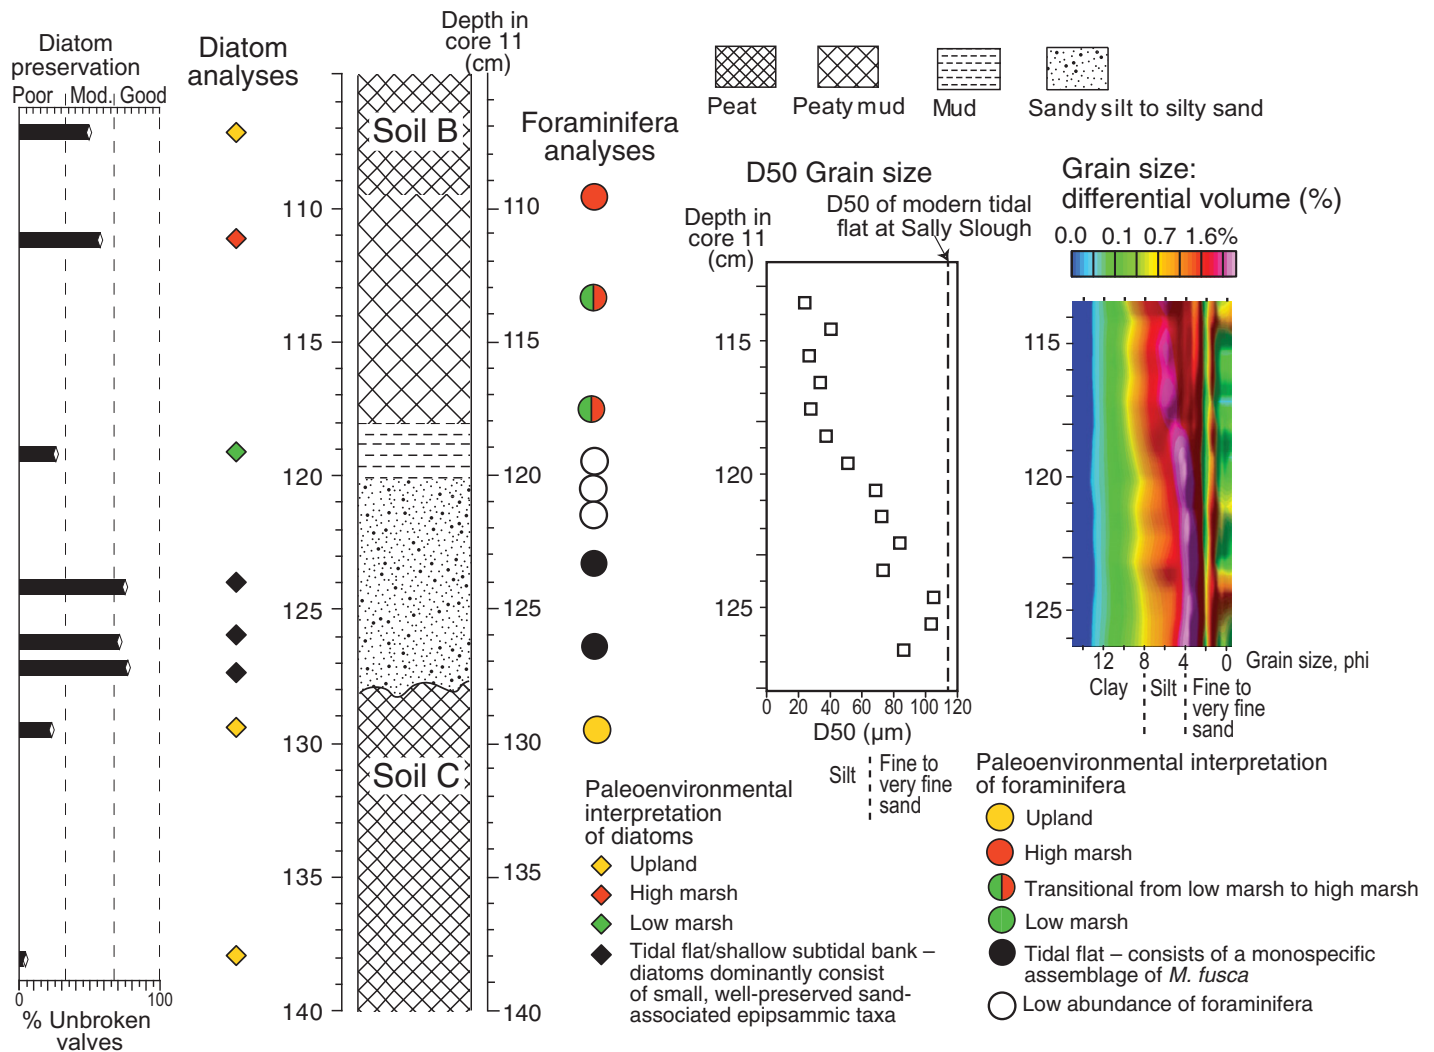 Diatom
preservation
Poor
Mod.
Good
Diatom
analyses
Depth in
core 11
(cm)
Peat
Peaty mud
Mud
Sandy silt to silty sand
Soil B
Foraminifera
analyses
110
115
120
125
130
135
140
110
115
120
125
130
135
140
Soil C
0
100
% Unbroken
valves
D50 Grain size
D50 of modern tidal
flat at Sally Slough
Depth in
core 11
(cm)
115
120
125
0 20 40 60 80 100 120
D50 (µm)
Silt
Fine to
very fine
sand
Grain size:
differential volume (%)
0.0 0.1 0.7 1.6%
115
120
125
12 8 4 0
Grain size, phi
Clay
Silt
Fine to
very fine
sand
Paleoenvironmental
interpretation
of diatoms
Upland
High marsh
Low marsh
Tidal flat/shallow subtidal bank –
diatoms dominantly consist
of small, well-preserved sand-
associated epipsammic taxa
Paleoenvironmental interpretation
of foraminifera
Upland
High marsh
Transitional from low marsh to high marsh
Low marsh
Tidal flat – consists of a monospecific
assemblage of M. fusca
Low abundance of foraminifera